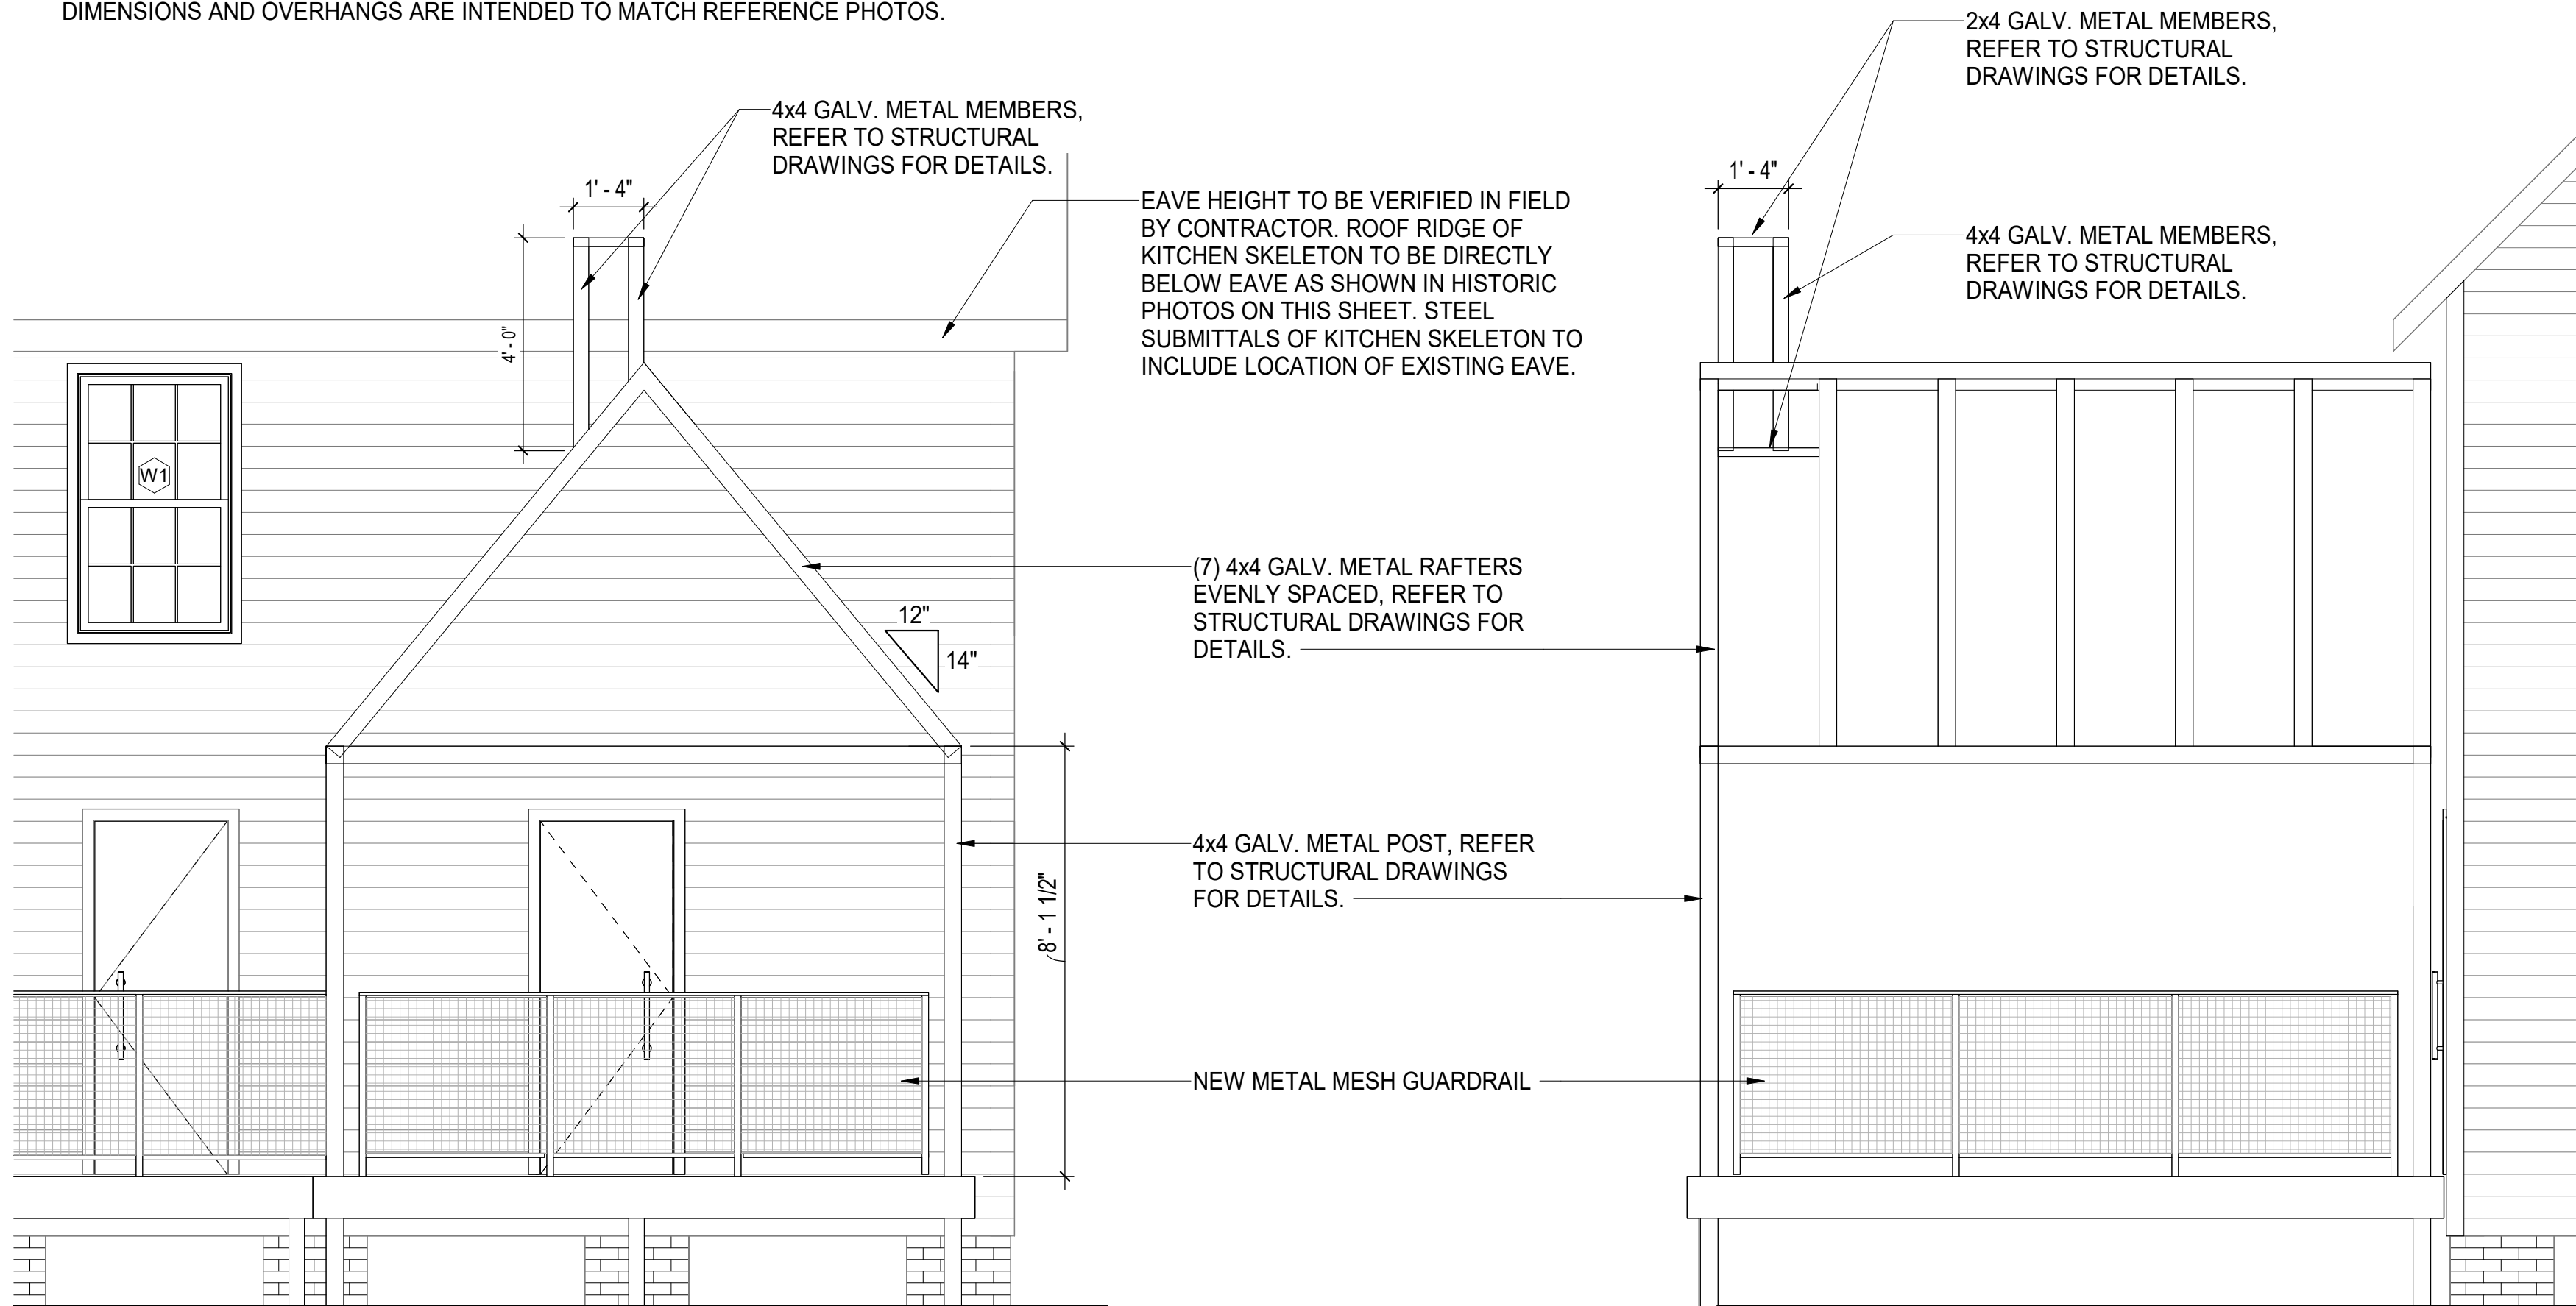 DIMENSIONS AND OVERHANGS ARE INTENDED TO MATCH REFERENCE PHOTOS.
2x4 GALV. METAL MEMBERS,
REFER TO STRUCTURAL
DRAWINGS FOR DETAILS.
4x4 GALV. METAL MEMBERS,
REFER TO STRUCTURAL
DRAWINGS FOR DETAILS.
1' - 4"
1' - 4"
EAVE HEIGHT TO BE VERIFIED IN FIELD
BY CONTRACTOR. ROOF RIDGE OF
KITCHEN SKELETON TO BE DIRECTLY
BELOW EAVE AS SHOWN IN HISTORIC
PHOTOS ON THIS SHEET. STEEL
SUBMITTALS OF KITCHEN SKELETON TO
INCLUDE LOCATION OF EXISTING EAVE.
4x4 GALV. METAL MEMBERS,
REFER TO STRUCTURAL
DRAWINGS FOR DETAILS.
4' - 0"
W1
(7) 4x4 GALV. METAL RAFTERS
EVENLY SPACED, REFER TO
STRUCTURAL DRAWINGS FOR
DETAILS.
12"
14"
4x4 GALV. METAL POST, REFER
TO STRUCTURAL DRAWINGS
FOR DETAILS.
8' - 1 1/2"
NEW METAL MESH GUARDRAIL